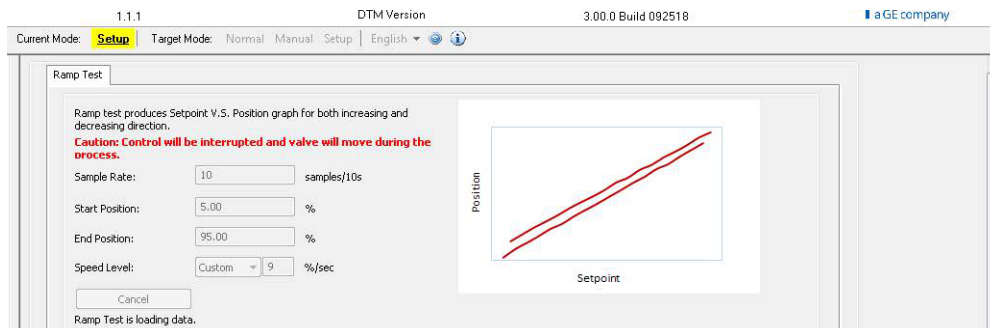 1.1.1 DTM Version 3.00.0 Build 092518 a GE company
Current Mode: Setup Target Mode: Normal Manual Setup English
Ramp Test
Ramp test produces Setpoint V.S. Position graph for both increasing and
decreasing direction.
Caution: Control will be interrupted and valve will move during the
process.
Sample Rate: 10 samples/10s
Start Position: 5.00 %
End Position: 95.00 %
Speed Level: Custom 9 %/sec
Cancel
Ramp Test is loading data.
Position
Setpoint